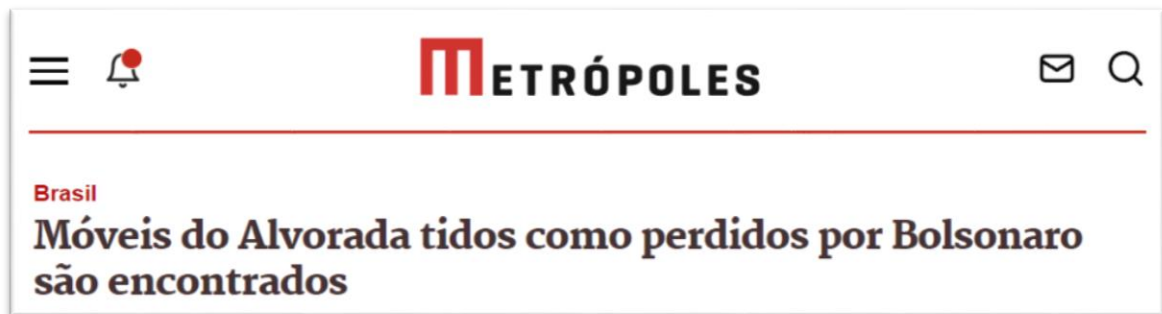 METRÓPOLES
Brasil
Móveis do Alvorada tidos como perdidos por Bolsonaro
são encontrados